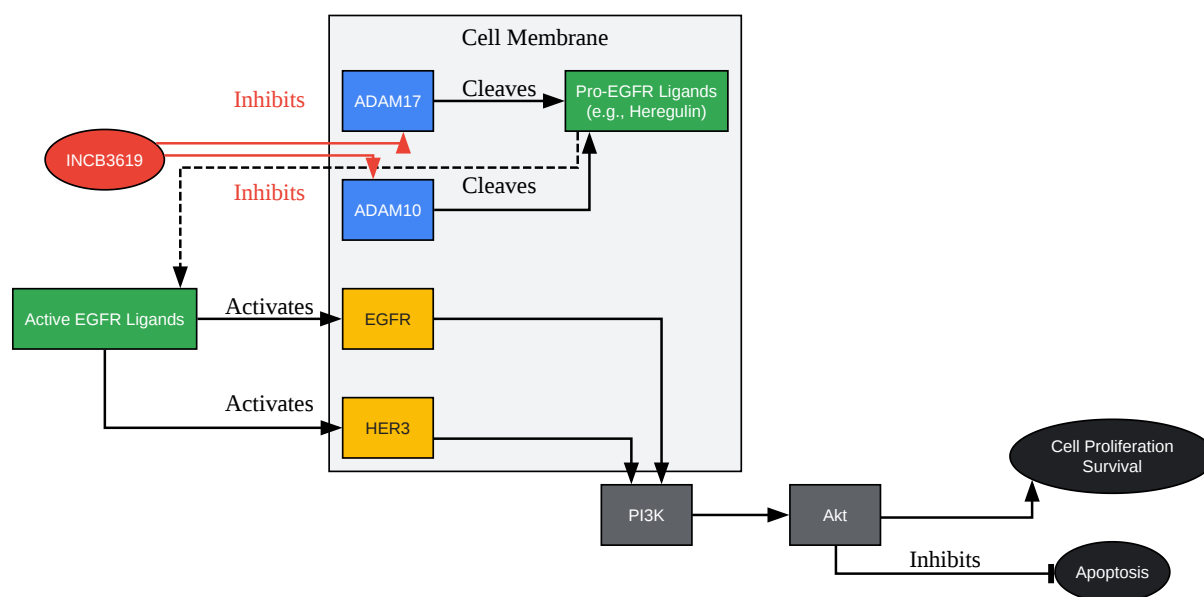 Cell Membrane
Inhibits
ADAM17
Cleaves
Pro-EGFR Ligands
(e.g., Heregulin)
INCB3619
Inhibits
ADAM10
Cleaves
Active EGFR Ligands
Activates
EGFR
Activates
HER3
Cell Proliferation
Survival
PI3K
Akt
Inhibits
Apoptosis